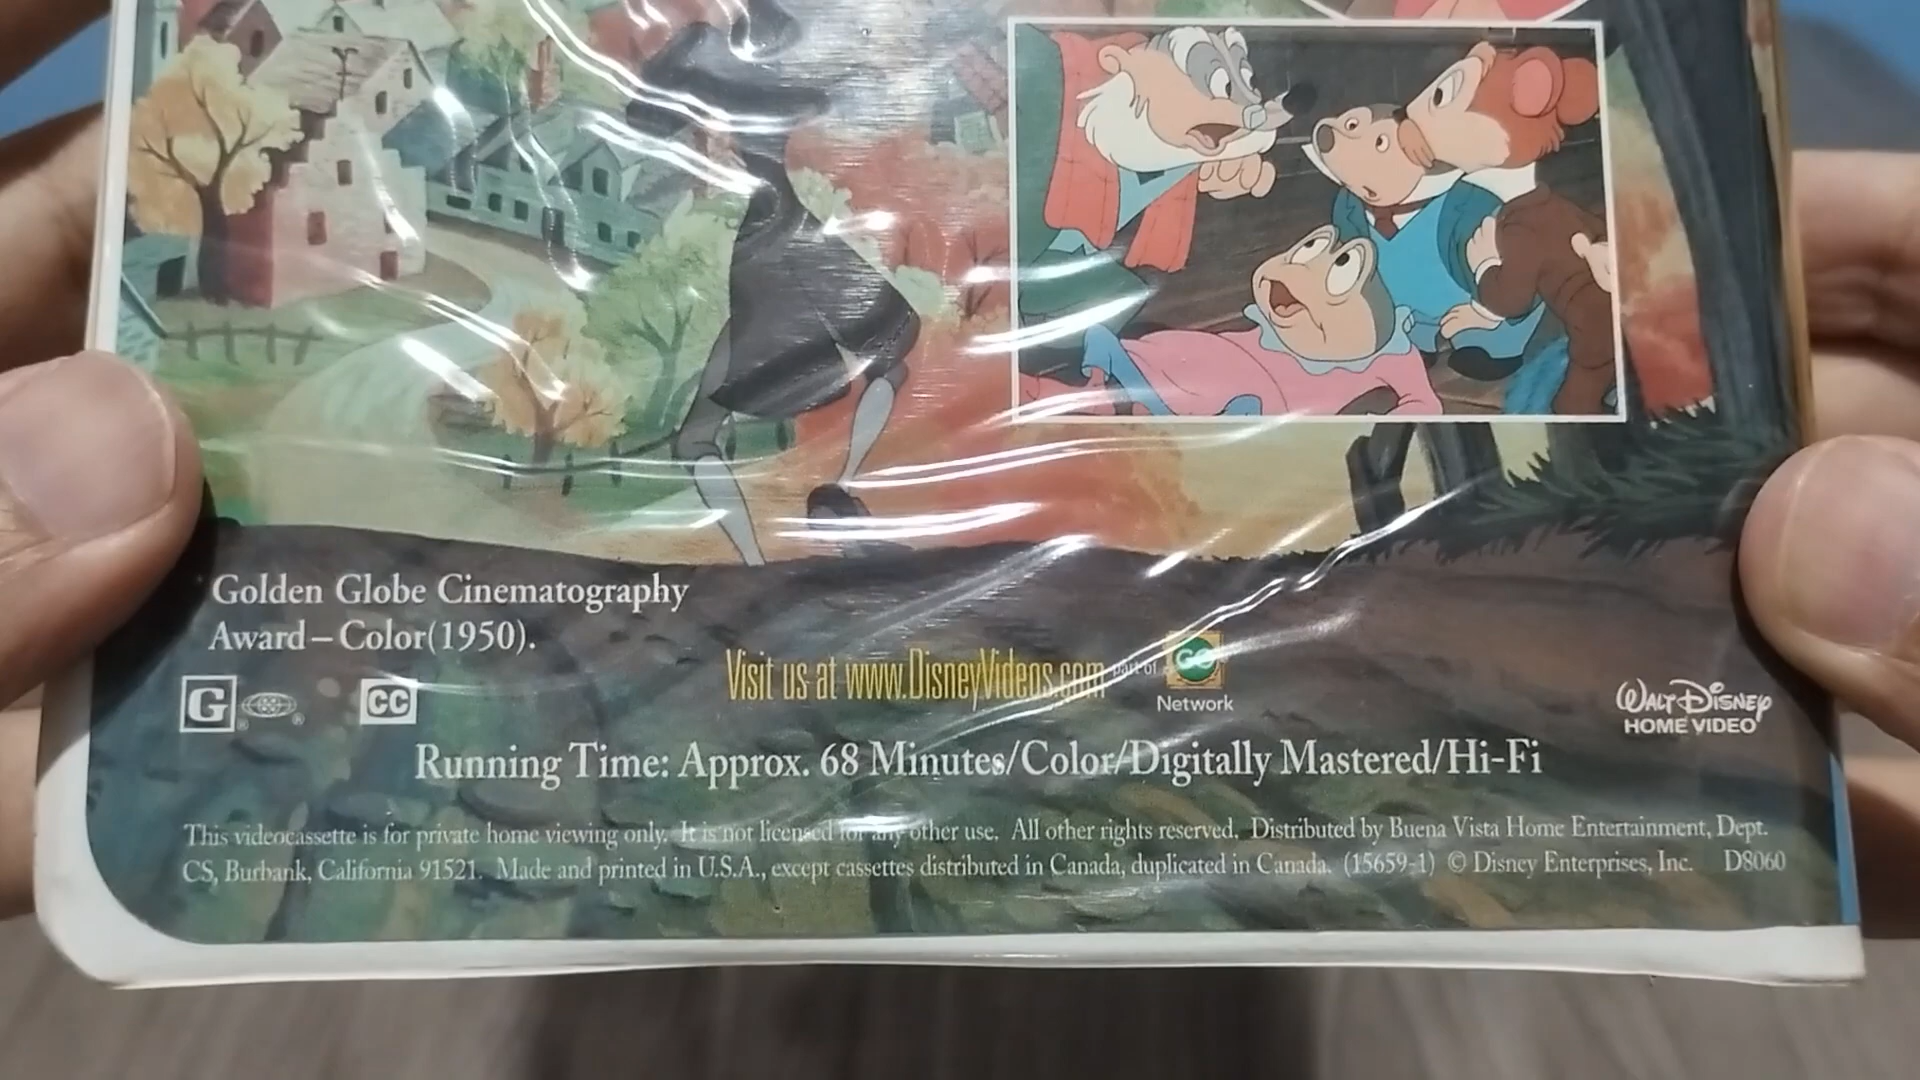 Golden Globe Cinematography
Award–Color(1950).
G ® ®
CC
Visit us at www.DisneyVideos.com part of GO
Network
WALT DISNEY
HOME VIDEO
Running Time: Approx. 68 Minutes/Color/Digitally Mastered/Hi-Fi
This videocassette is for private home viewing only. It is not licensed for any other use. All other rights reserved. Distributed by Buena Vista Home Entertainment, Dept.
CS, Burbank, California 91521. Made and printed in U.S.A., except cassettes distributed in Canada, duplicated in Canada. (15659-1) © Disney Enterprises, Inc. D8060